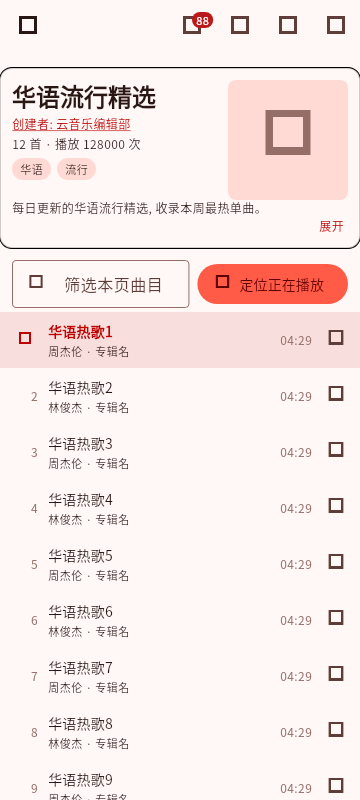 88
华语流行精选
创建者: 云音乐编辑部
12 首 · 播放 128000 次
华语 流行
每日更新的华语流行精选, 收录本周最热单曲。
展开
筛选本页曲目 定位正在播放
华语热歌1
周杰伦 · 专辑名
04:29
2 华语热歌2
林俊杰 · 专辑名
04:29
3 华语热歌3
周杰伦 · 专辑名
04:29
4 华语热歌4
林俊杰 · 专辑名
04:29
5 华语热歌5
周杰伦 · 专辑名
04:29
6 华语热歌6
林俊杰 · 专辑名
04:29
7 华语热歌7
周杰伦 · 专辑名
04:29
8 华语热歌8
林俊杰 · 专辑名
04:29
9 华语热歌9
周杰伦 · 专辑名
04:29